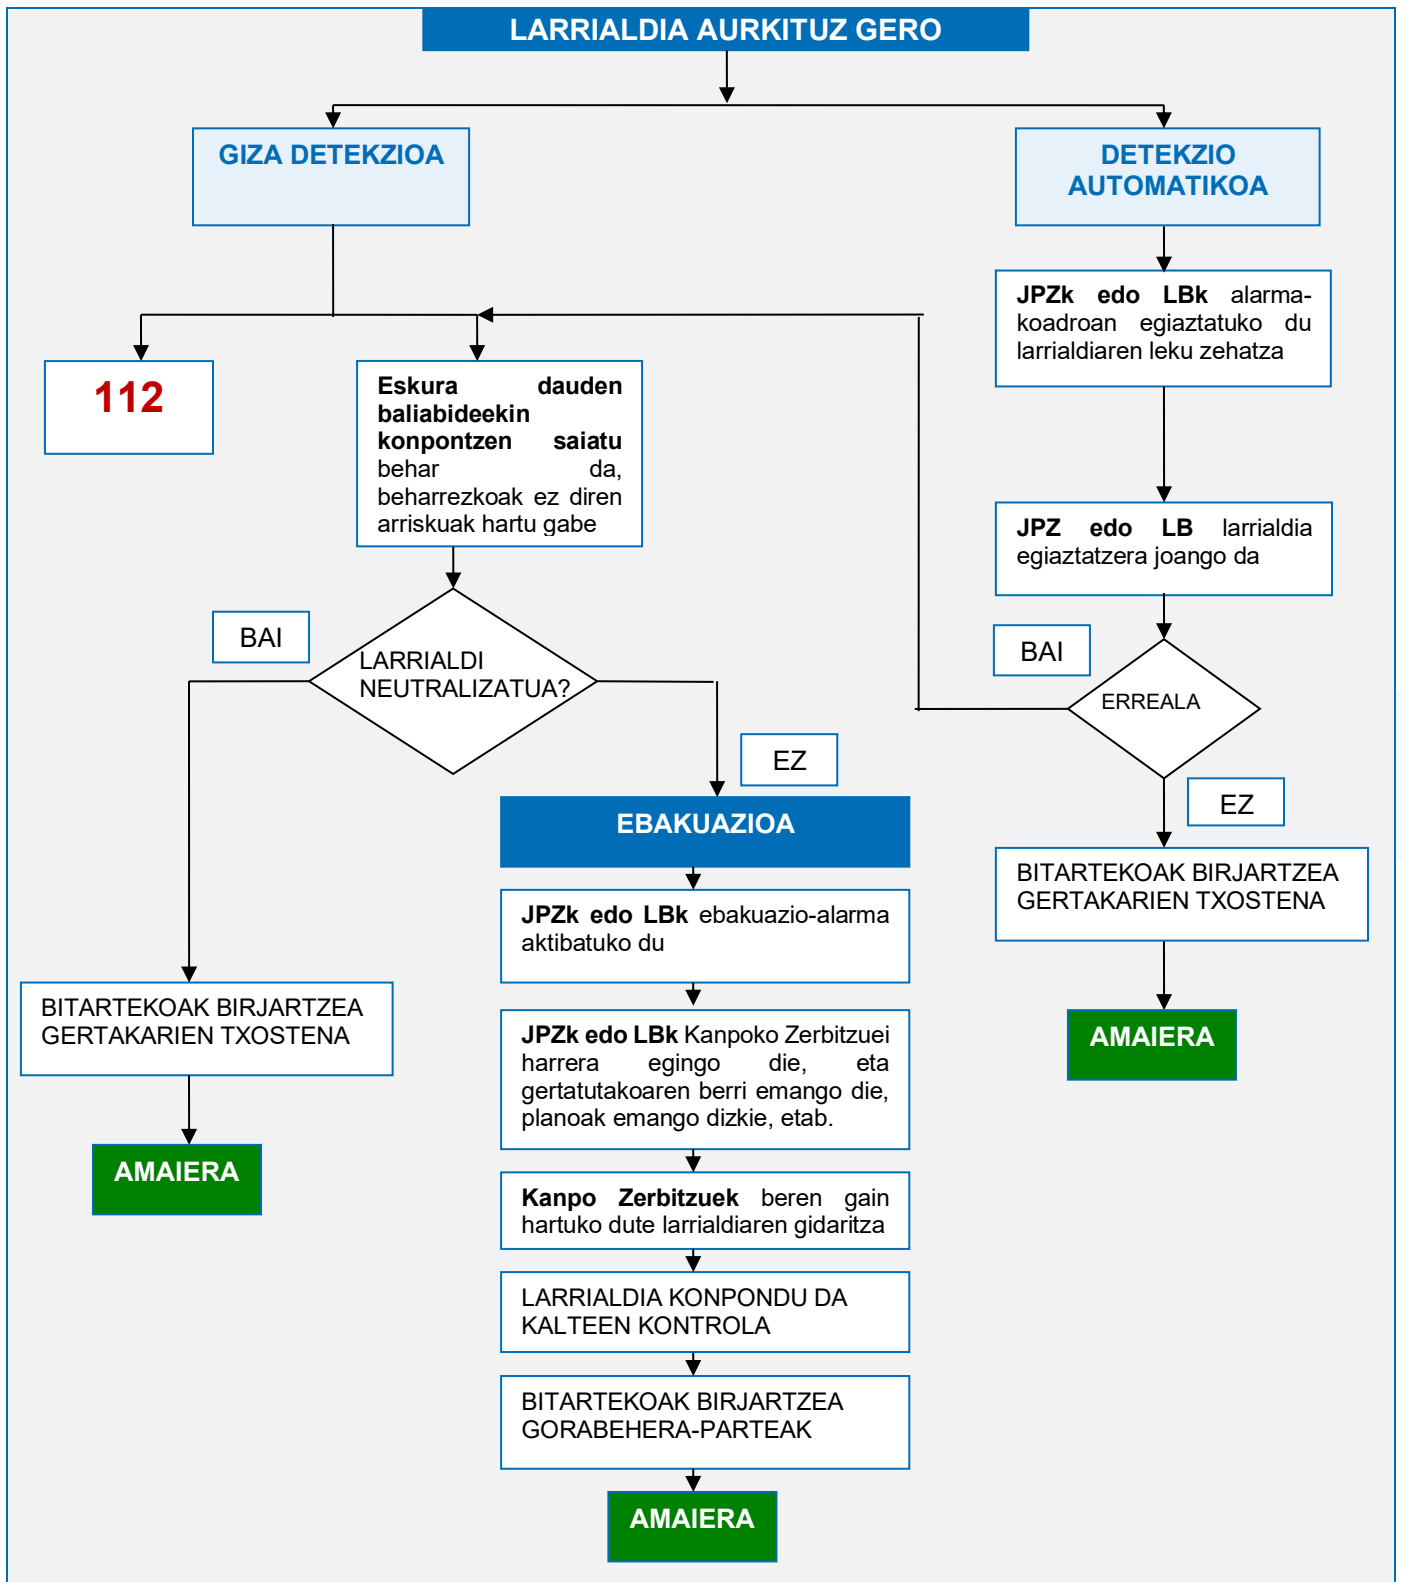 LARRIALDIA AURKITUZ GERO
GIZA DETEKZIOA
DETEKZIO
AUTOMATIKOA
JPZk edo LBk alarma-
koadroan egiaztatuko du
larrialdiaren leku zehatza
112
Eskura dauden
baliabideekin
konpontzen saiatu
behar da,
beharrezkoak ez diren
arriskuak hartu gabe
JPZ edo LB larrialdia
egiaztatzera joango da
BAI
LARRIALDI
NEUTRALIZATUA?
BAI
ERREALA
EZ
EZ
EBAKUAZIOA
BITARTEKOAK BIRJARTZEA
GERTAKARIEN TXOSTENA
JPZk edo LBk ebakuazio-alarma
aktibatuko du
BITARTEKOAK BIRJARTZEA
GERTAKARIEN TXOSTENA
JPZk edo LBk Kanpoko Zerbitzuei
harrera egingo die, eta
gertatutakoaren berri emango die,
planoak emango dizkie, etab.
AMAIERA
AMAIERA
Kanpo Zerbitzuek beren gain
hartuko dute larrialdiaren gidaritza
LARRIALDIA KONPONDU DA
KALTEEN KONTROLA
BITARTEKOAK BIRJARTZEA
GORABEHERA-PARTEAK
AMAIERA